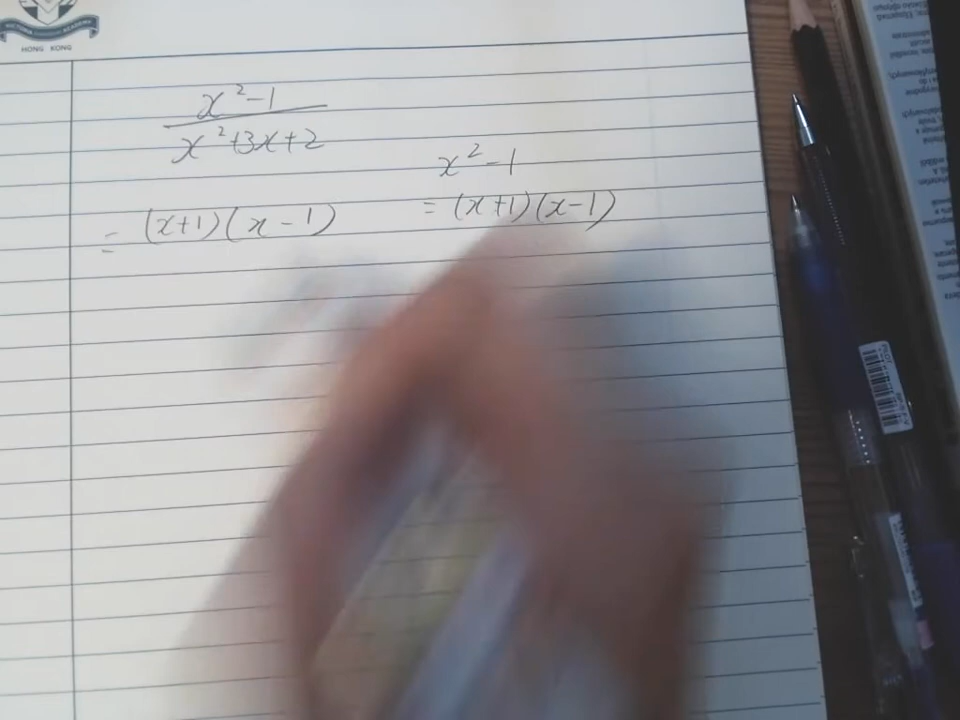 HONG KONG
x² - 1
x² + 3x + 2
x² - 1
= (x+1)(x-1)
= (x+1)(x-1)